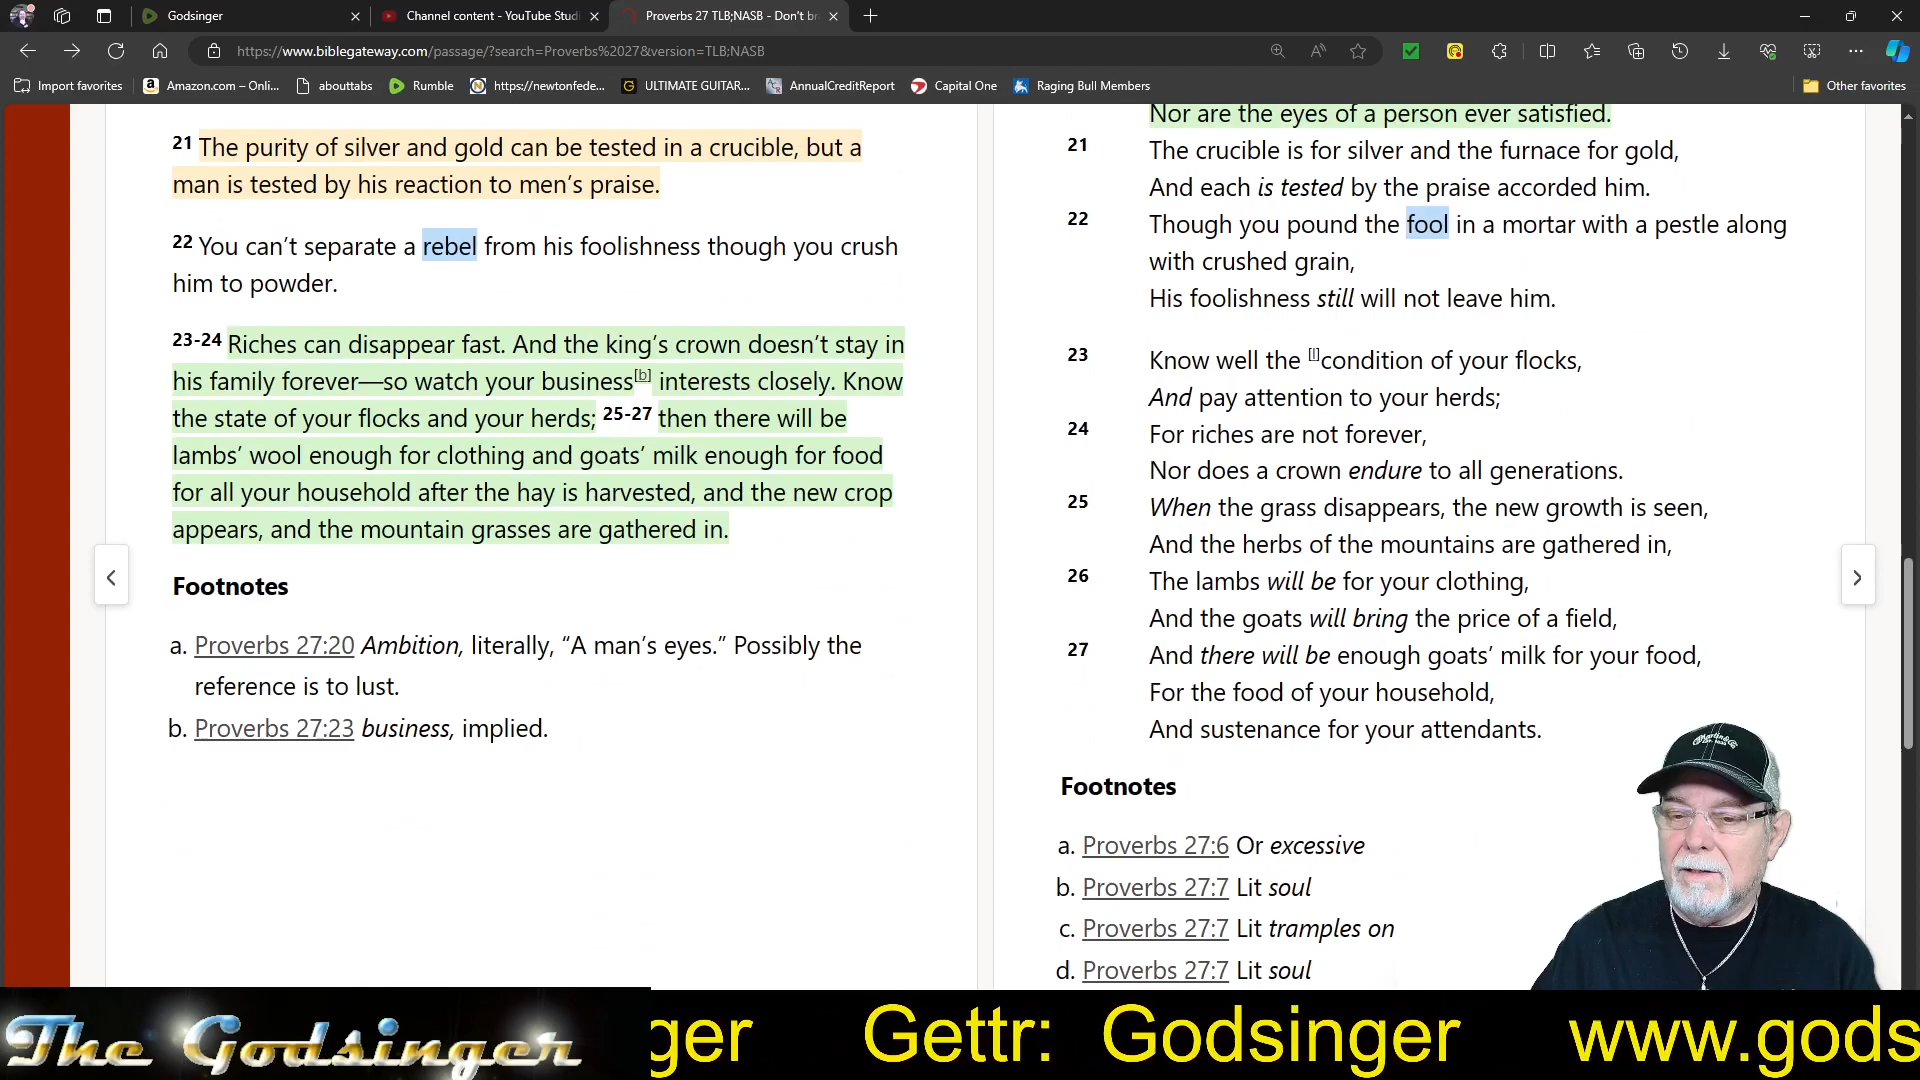 Godsinger
Channel content - YouTube Studi
Proverbs 27 TLB;NASB - Don't br
https://www.biblegateway.com/passage/?search=Proverbs%2027&version=TLB;NASB
Import favorites
Amazon.com – Onli...
abouttabs
Rumble
https://newtonfede...
ULTIMATE GUITAR...
AnnualCreditReport
Capital One
Raging Bull Members
Other favorites
21 The purity of silver and gold can be tested in a crucible, but a
man is tested by his reaction to men’s praise.
22 You can’t separate a rebel from his foolishness though you crush
him to powder.
23-24 Riches can disappear fast. And the king’s crown doesn’t stay in
his family forever—so watch your business[b] interests closely. Know
the state of your flocks and your herds; 25-27 then there will be
lambs’ wool enough for clothing and goats’ milk enough for food
for all your household after the hay is harvested, and the new crop
appears, and the mountain grasses are gathered in.
Footnotes
a. Proverbs 27:20 Ambition, literally, “A man’s eyes.” Possibly the
reference is to lust.
b. Proverbs 27:23 business, implied.
Nor are the eyes of a person ever satisfied.
21 The crucible is for silver and the furnace for gold,
And each is tested by the praise accorded him.
22 Though you pound the fool in a mortar with a pestle along
with crushed grain,
His foolishness still will not leave him.
23 Know well the [l]condition of your flocks,
And pay attention to your herds;
24 For riches are not forever,
Nor does a crown endure to all generations.
25 When the grass disappears, the new growth is seen,
And the herbs of the mountains are gathered in,
26 The lambs will be for your clothing,
And the goats will bring the price of a field,
27 And there will be enough goats’ milk for your food,
For the food of your household,
And sustenance for your attendants.
Footnotes
a. Proverbs 27:6 Or excessive
b. Proverbs 27:7 Lit soul
c. Proverbs 27:7 Lit tramples on
d. Proverbs 27:7 Lit soul
Martin & Co
The Godsinger
ger Gettr: Godsinger www.gods